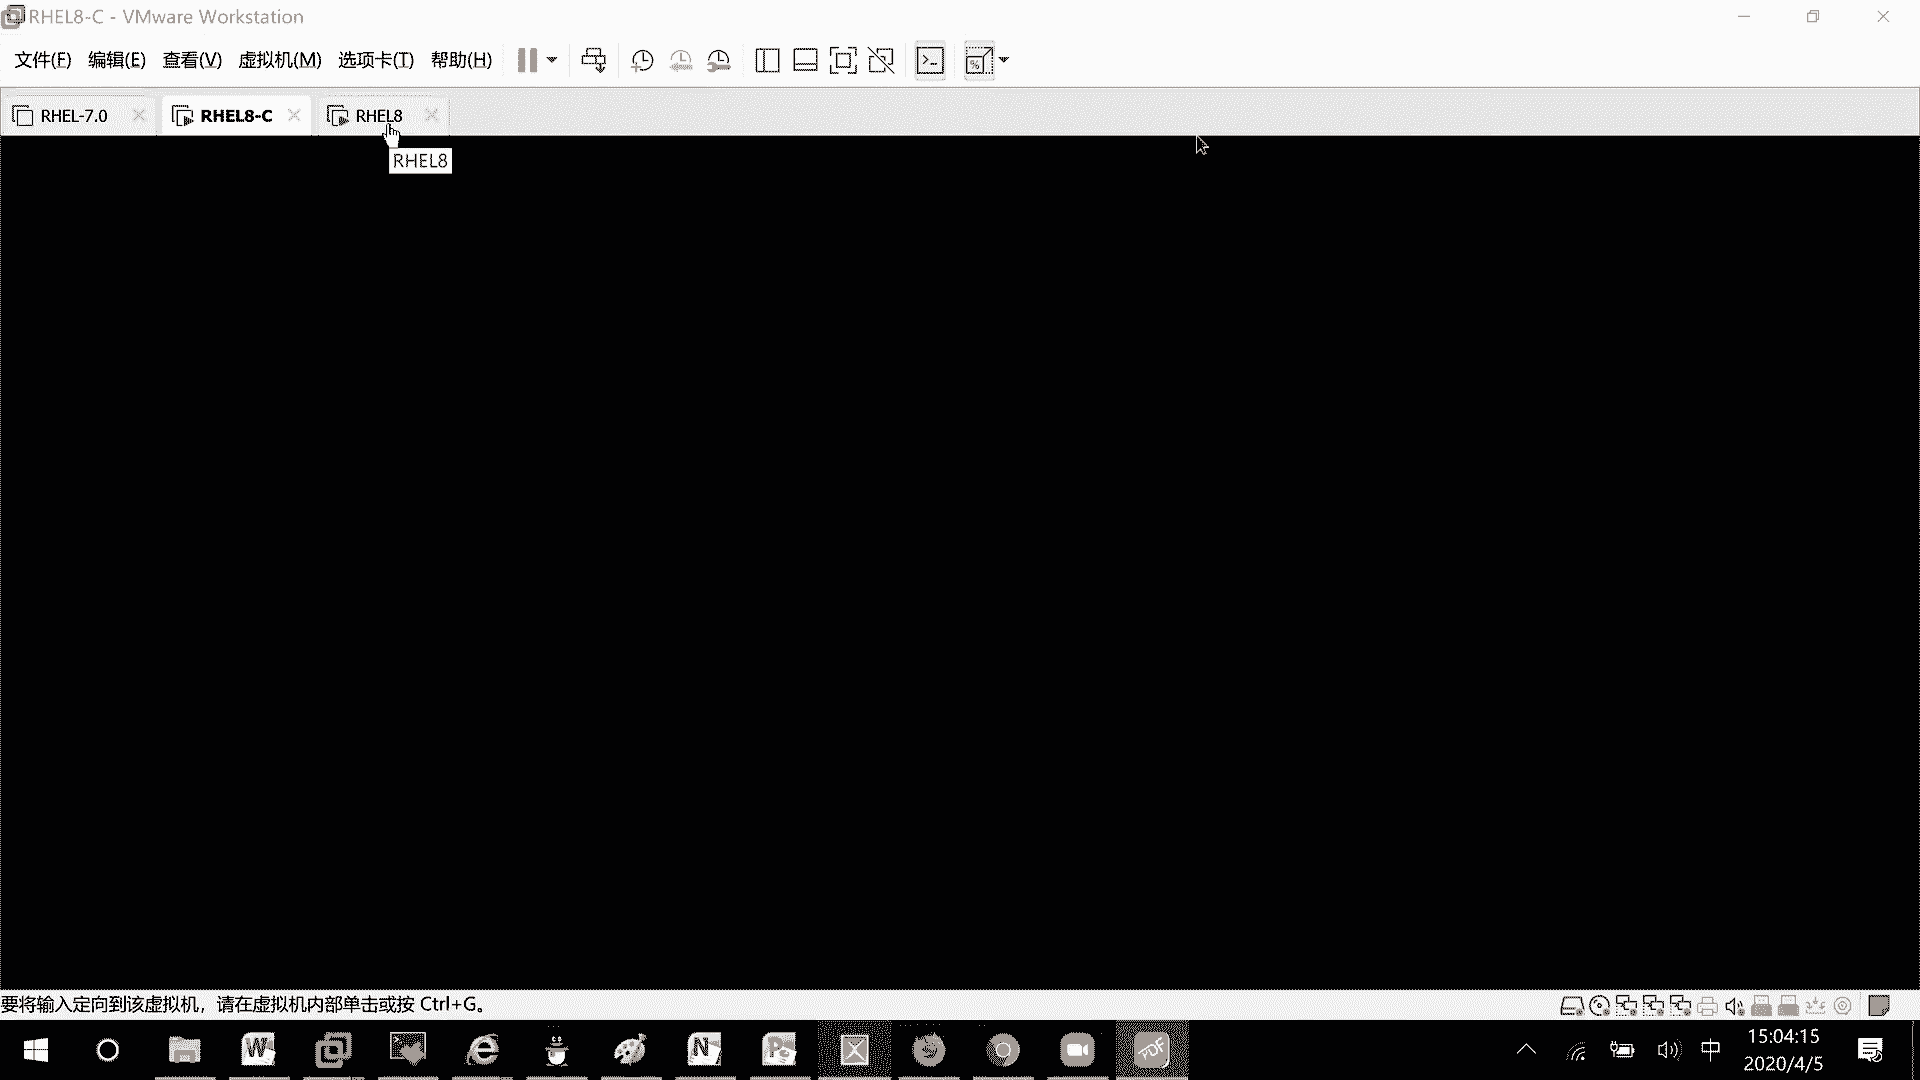 RHEL8-C - VMware Workstation
文件(F) 编辑(E) 查看(V) 虚拟机(M) 选项卡(T) 帮助(H)
RHEL-7.0 RHEL8-C RHEL8
RHEL8
要将输入定向到该虚拟机，请在虚拟机内部单击或按 Ctrl+G。
中 15:04:15
2020/4/5